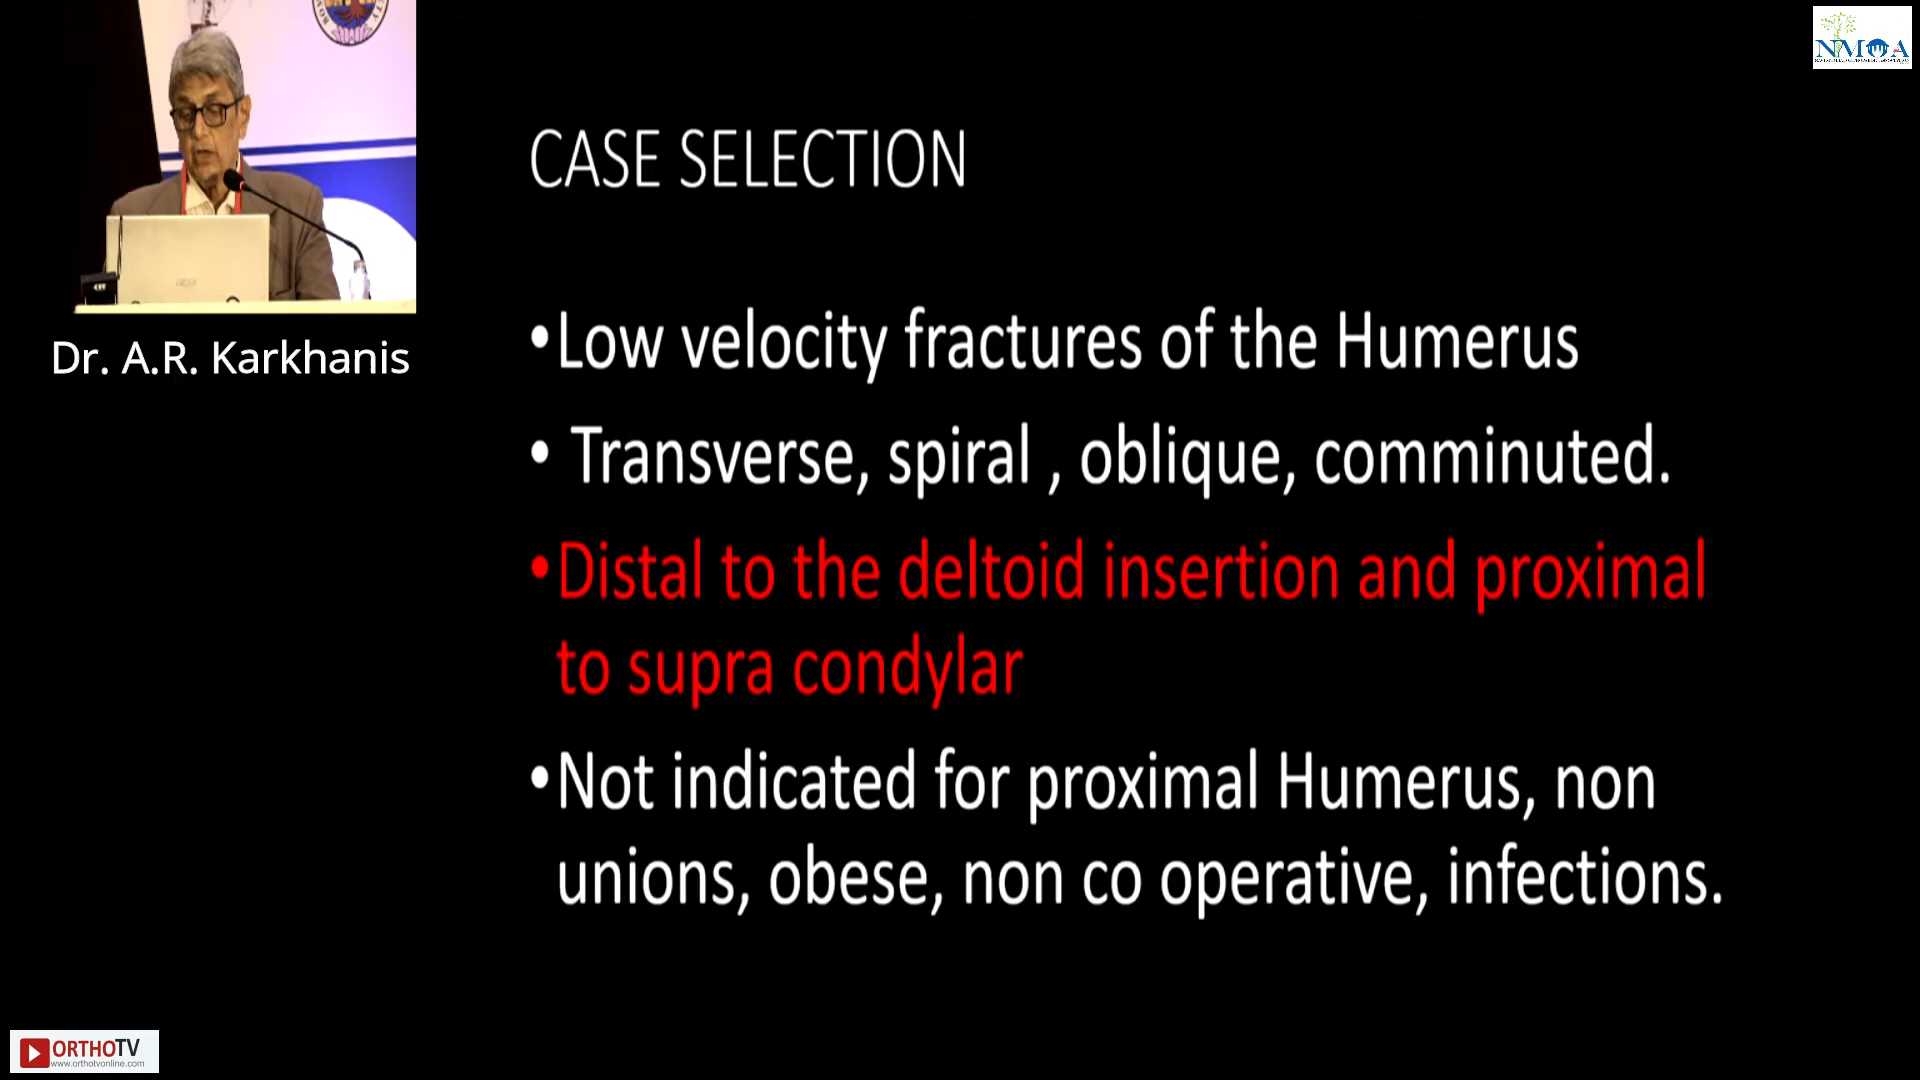 NMOA
CASE SELECTION
Dr. A.R. Karkhanis
•Low velocity fractures of the Humerus
• Transverse, spiral , oblique, comminuted.
•Distal to the deltoid insertion and proximal
to supra condylar
•Not indicated for proximal Humerus, non
unions, obese, non co operative, infections.
acer
ORTHOTV
www.orthotvonline.com